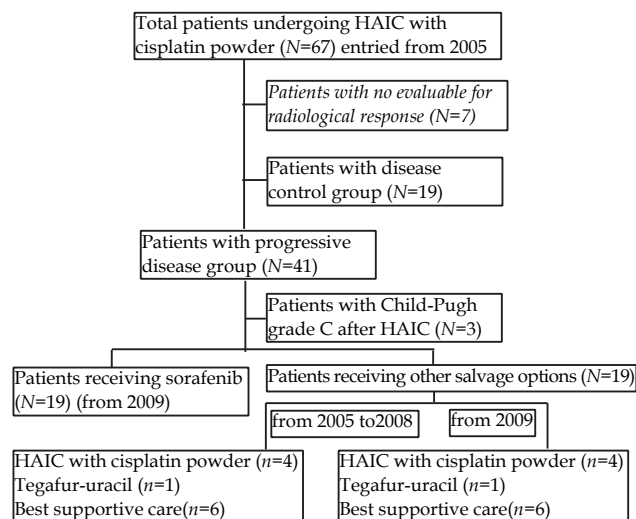 Total patients undergoing HAIC with
cisplatin powder (N=67) entried from 2005
Patients with no evaluable for
radiological response (N=7)
Patients with disease
control group (N=19)
Patients with progressive
disease group (N=41)
Patients with Child-Pugh
grade C after HAIC (N=3)
Patients receiving sorafenib
(N=19) (from 2009)
Patients receiving other salvage options (N=19)
from 2005 to2008
from 2009
HAIC with cisplatin powder (n=4)
Tegafur-uracil (n=1)
Best supportive care(n=6)
HAIC with cisplatin powder (n=4)
Tegafur-uracil (n=1)
Best supportive care(n=6)